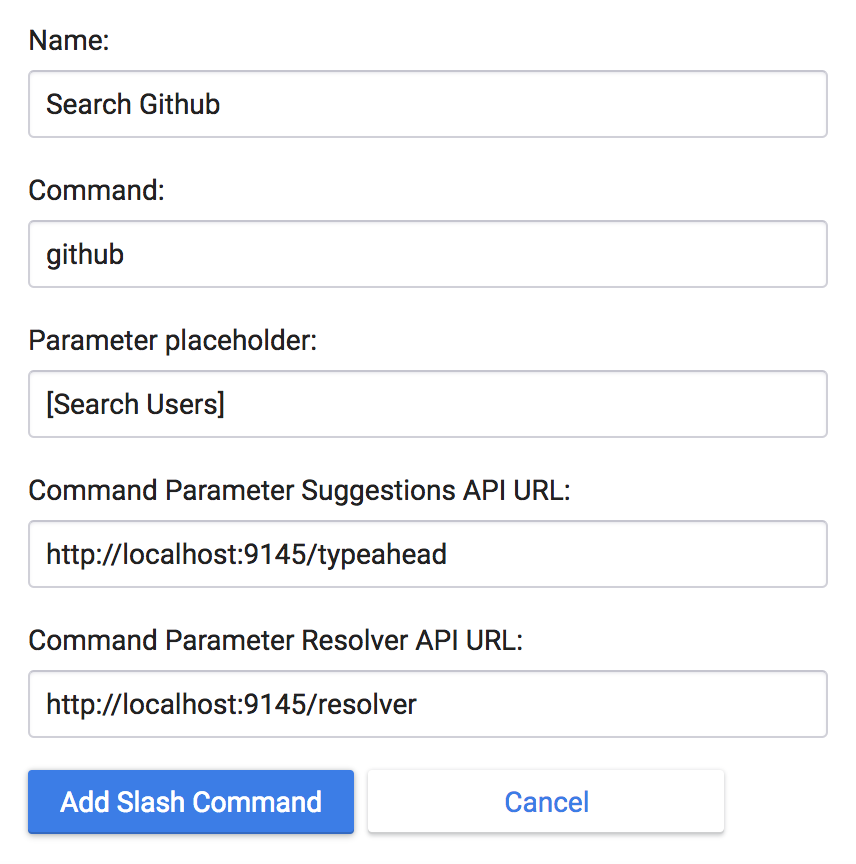 Name:
Search Github
Command:
github
Parameter placeholder:
[Search Users]
Command Parameter Suggestions API URL:
http://localhost:9145/typeahead
Command Parameter Resolver API URL:
http://localhost:9145/resolver
Add Slash Command Cancel